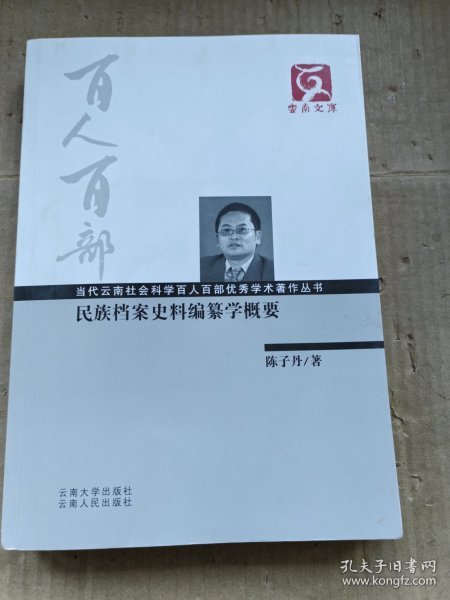 百人百部
雲南文庫
当代云南社会科学百人百部优秀学术著作丛书
民族档案史料编纂学概要
陈子丹/著
云南大学出版社
云南人民出版社
孔夫子旧书网
www.kongfz.com